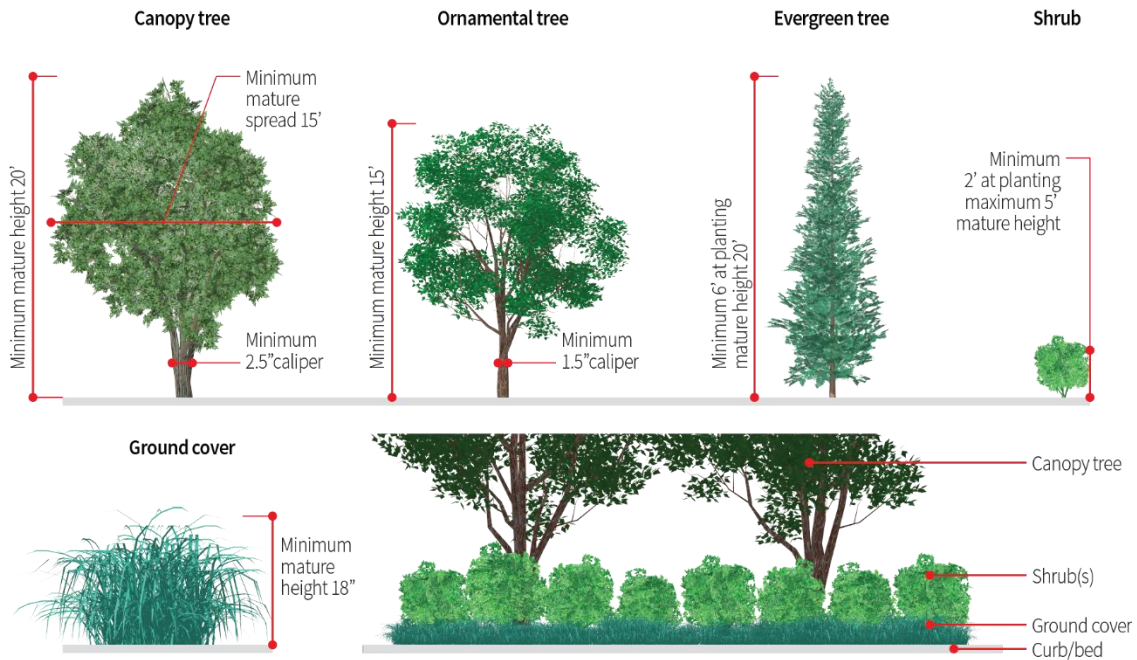 Canopy tree
Ornamental tree
Evergreen tree
Shrub
Minimum mature height 20’
Minimum
mature
spread 15’
Minimum
2.5”caliper
Minimum mature height 15’
Minimum
1.5”caliper
Minimum 6’ at planting
mature height 20’
Minimum
2’ at planting
maximum 5’
mature height
Ground cover
Minimum
mature
height 18”
Canopy tree
Shrub(s)
Ground cover
Curb/bed